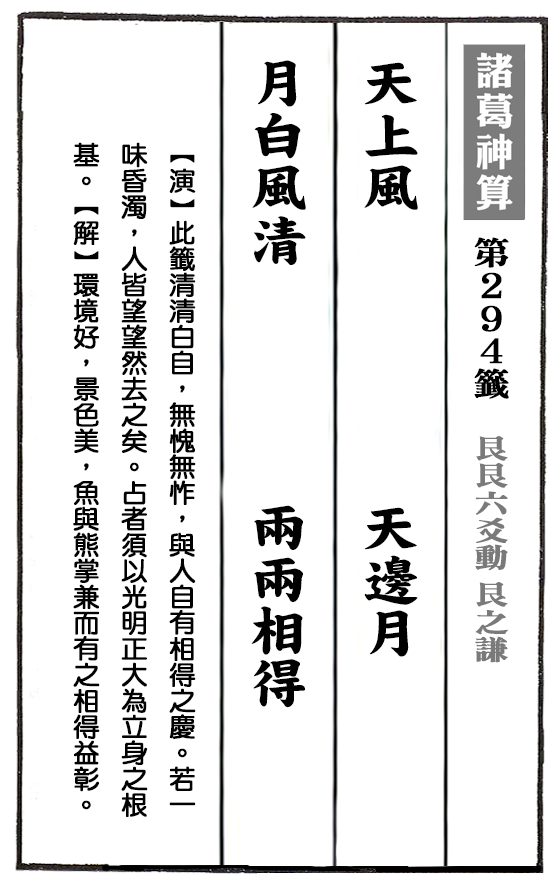 諸葛神算 第294籤 艮艮六爻動 艮之謙
天上風 天邊月
月白風清 兩兩相得
【演】此籤清清白自，無愧無怍，與人自有相得之慶。若一
味昏濁，人皆望望然去之矣。占者須以光明正大為立身之根
基。【解】環境好，景色美，魚與熊掌兼而有之相得益彰。